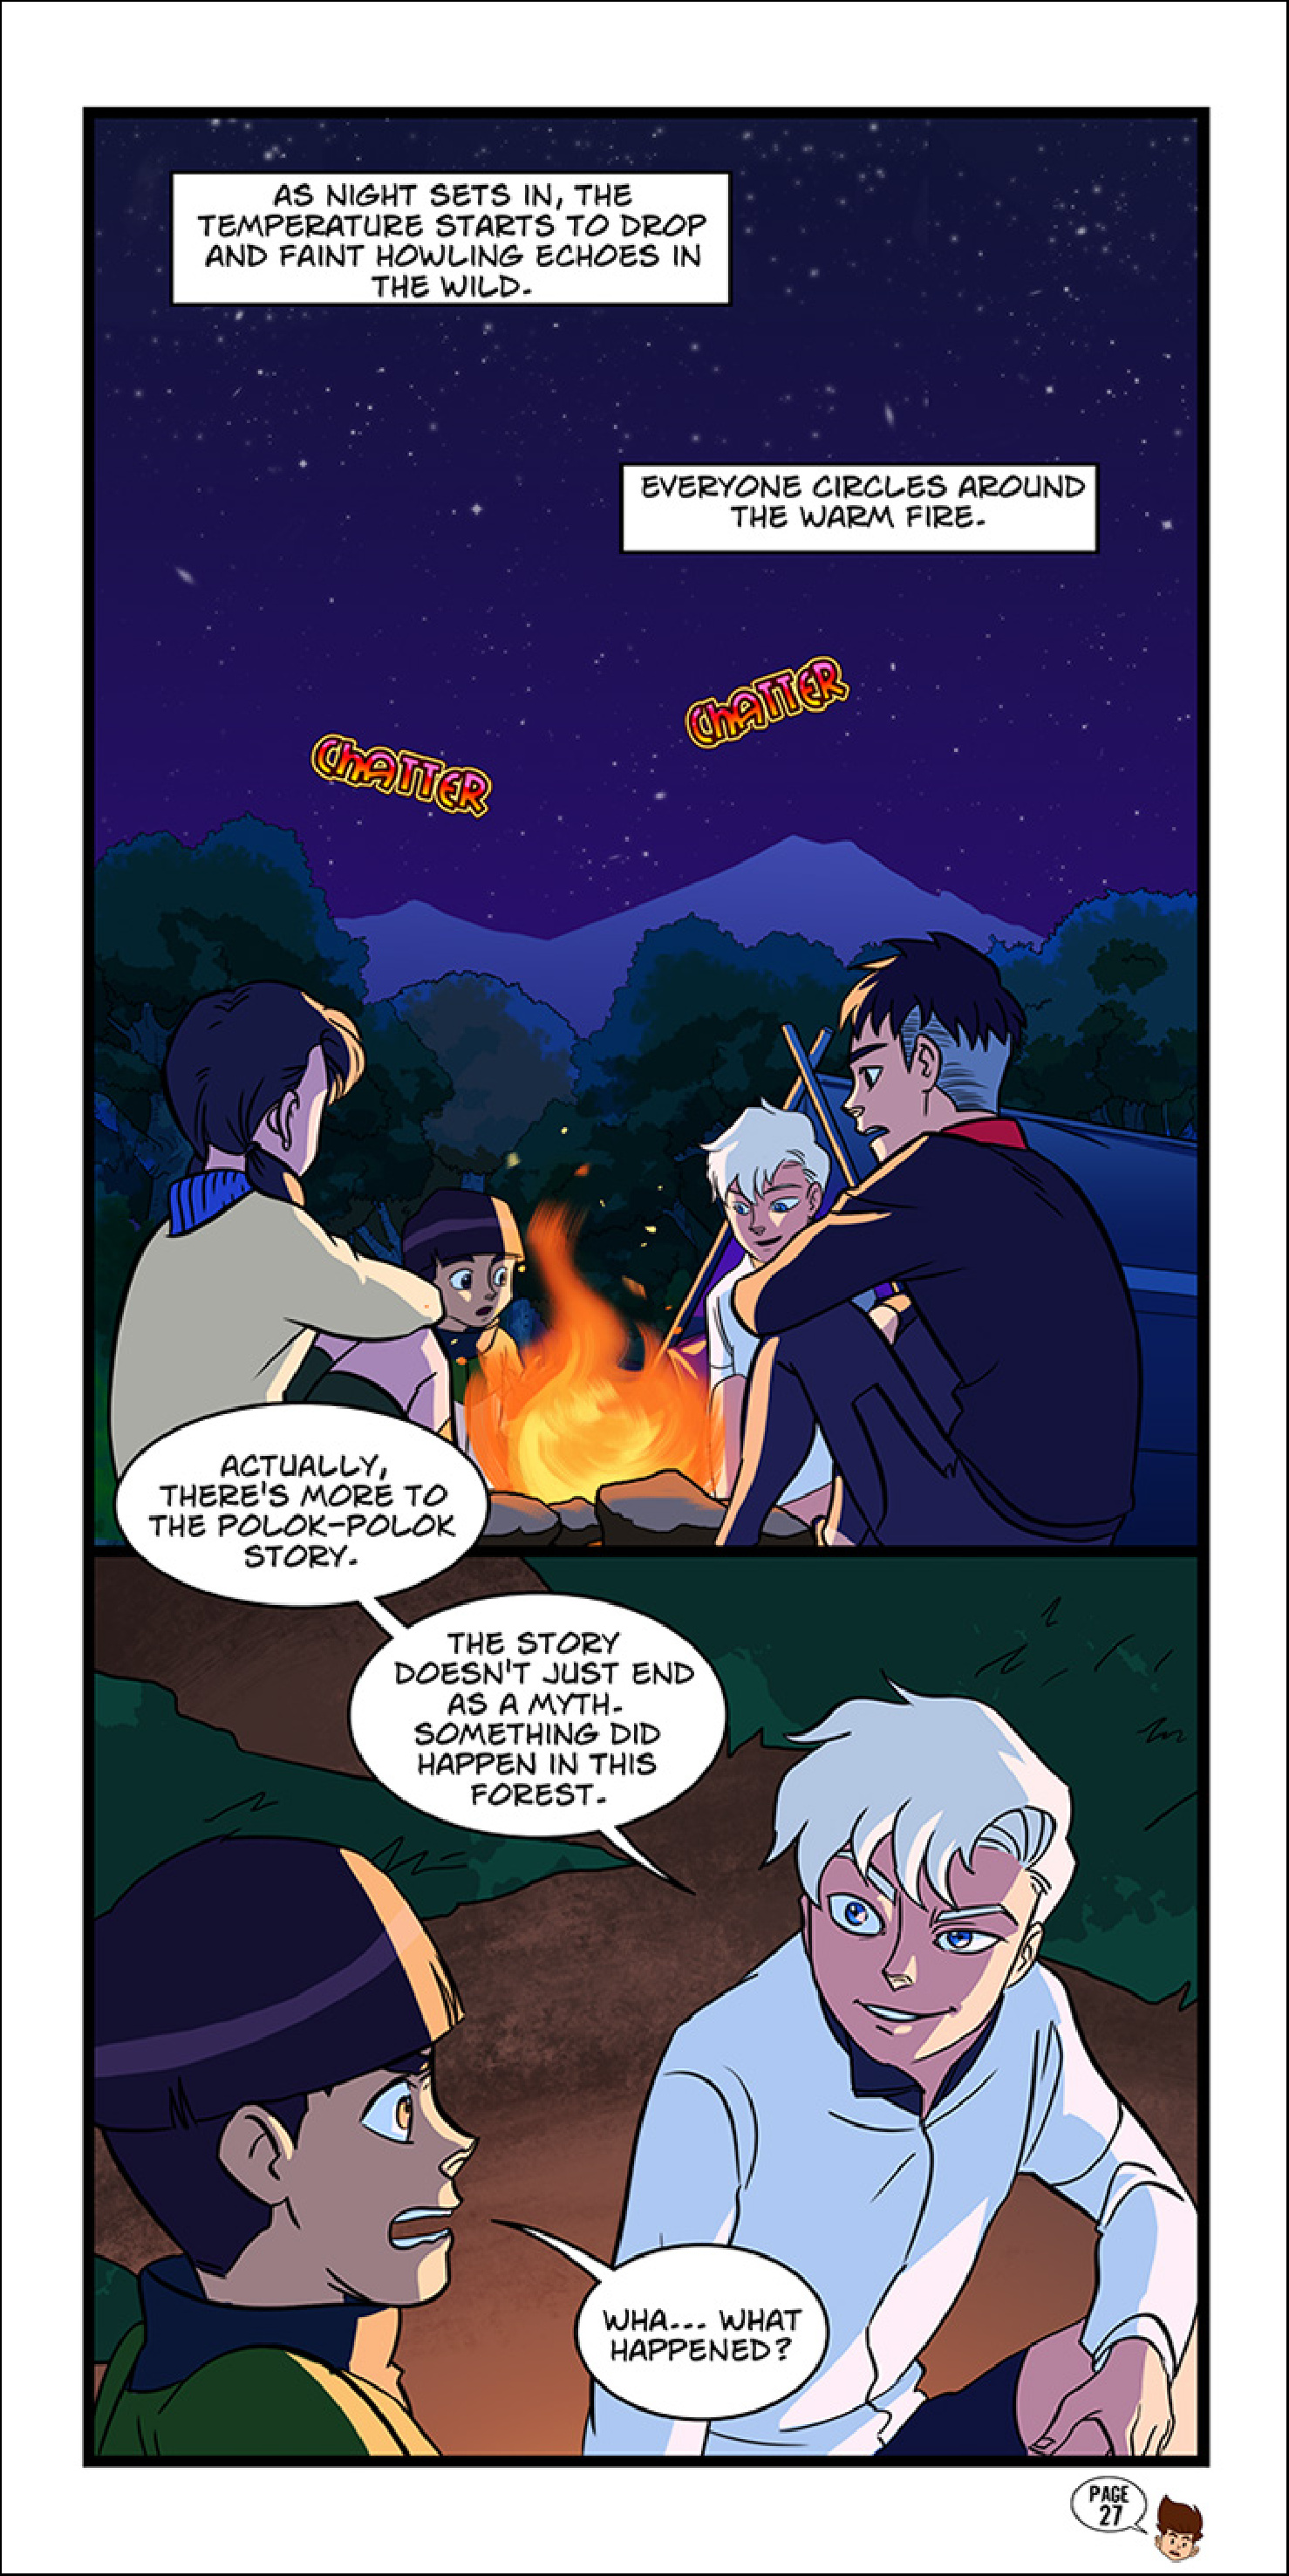 AS NIGHT SETS IN, THE
TEMPERATURE STARTS TO DROP
AND FAINT HOWLING ECHOES IN
THE WILD.
EVERYONE CIRCLES AROUND
THE WARM FIRE.
CHATTER
CHATTER
ACTUALLY,
THERE'S MORE TO
THE POLOK-POLOK
STORY.
THE STORY
DOESN'T JUST END
AS A MYTH.
SOMETHING DID
HAPPEN IN THIS
FOREST.
WHA... WHAT
HAPPENED?
PAGE
27